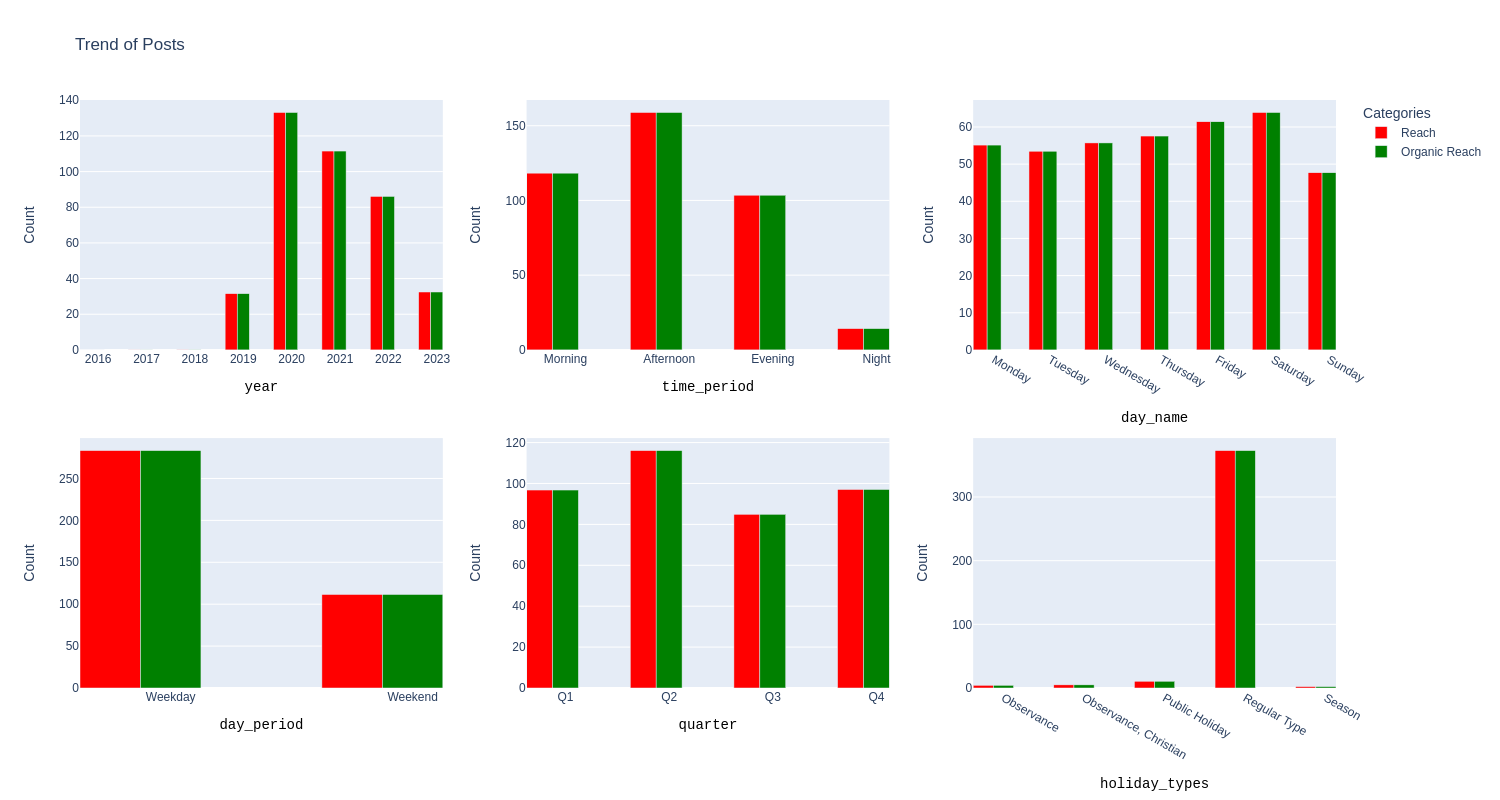 Trend of Posts
Categories
Reach
Organic Reach
Count
140
120
100
80
60
40
20
0
2016 2017 2018 2019 2020 2021 2022 2023
year
Count
150
100
50
0
Morning Afternoon Evening Night
time_period
Count
60
50
40
30
20
10
0
Monday Tuesday Wednesday Thursday Friday Saturday Sunday
day_name
Count
250
200
150
100
50
0
Weekday Weekend
day_period
Count
120
100
80
60
40
20
0
Q1 Q2 Q3 Q4
quarter
Count
300
200
100
0
Observance Observance, Christian Public Holiday Regular Type Season
holiday_types